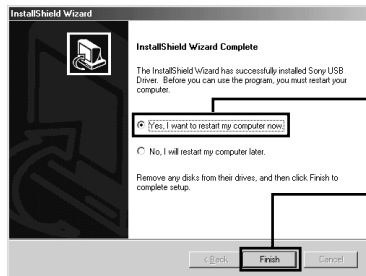 InstallShield Wizard
InstallShield Wizard Complete
The InstallShield Wizard has successfully installed Sony USB
Driver. Before you can use the program, you must restart your
computer.
Yes, I want to restart my computer now.
No, I will restart my computer later.
Remove any disks from their drives, and then click Finish to
complete setup.
< Back
Finish
Cancel